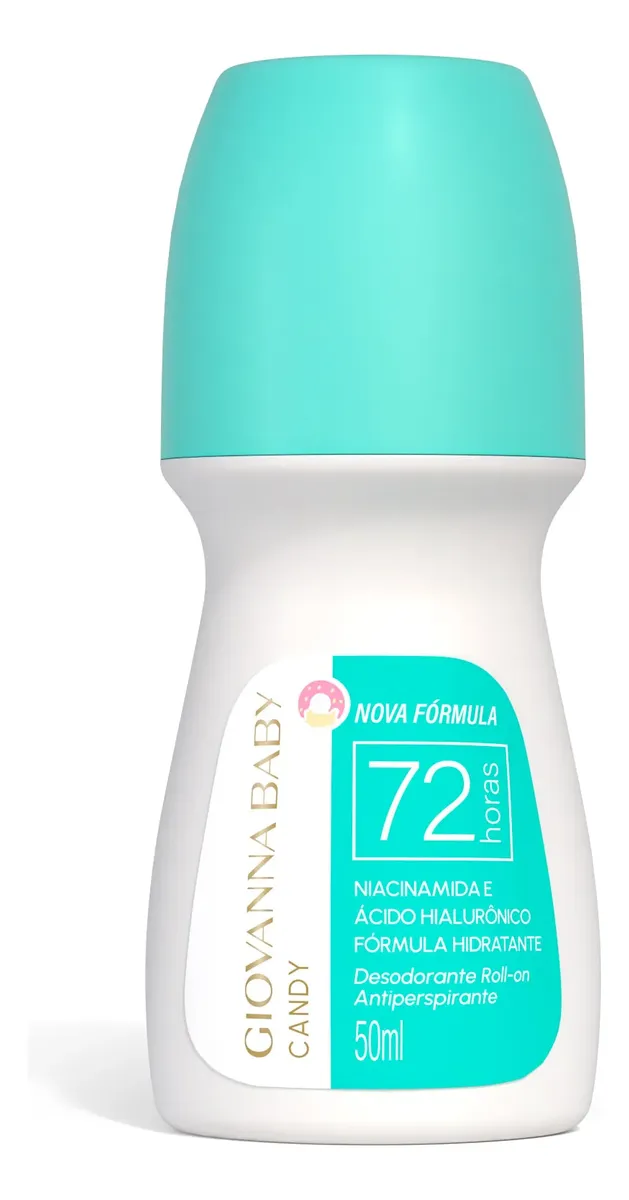 GIOVANNA BABY
CANDY
NOVA FÓRMULA
72 horas
NIACINAMIDA E
ÁCIDO HIALURÔNICO
FÓRMULA HIDRATANTE
Desodorante Roll-on
Antiperspirante
50ml